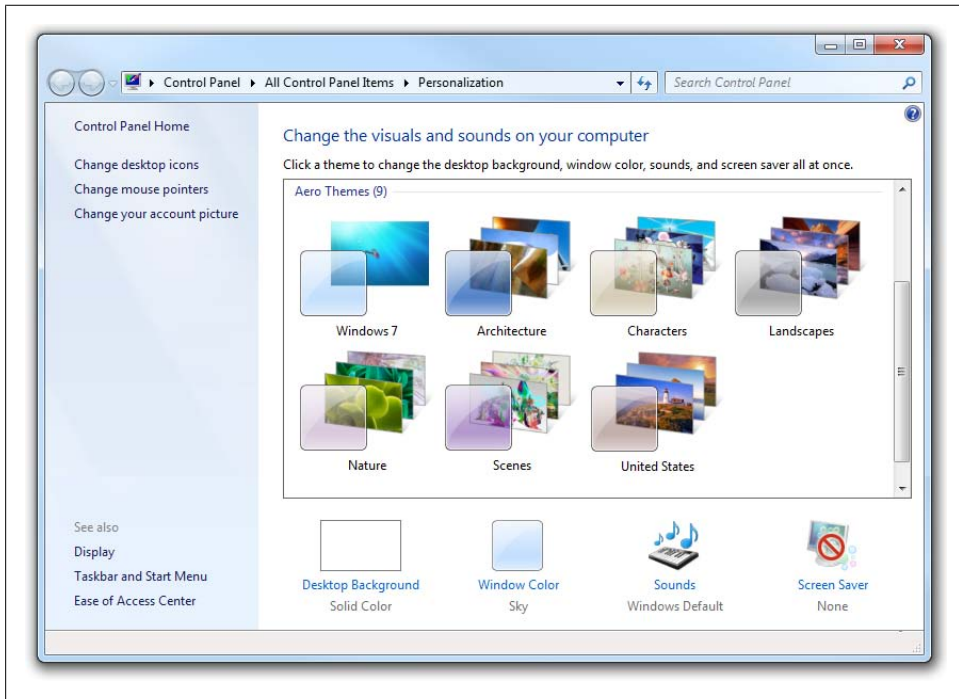 Control Panel ▸ All Control Panel Items ▸ Personalization
Search Control Panel
Control Panel Home
Change desktop icons
Change mouse pointers
Change your account picture
See also
Display
Taskbar and Start Menu
Ease of Access Center
Change the visuals and sounds on your computer
Click a theme to change the desktop background, window color, sounds, and screen saver all at once.
Aero Themes (9)
Windows 7
Architecture
Characters
Landscapes
Nature
Scenes
United States
Desktop Background
Solid Color
Window Color
Sky
Sounds
Windows Default
Screen Saver
None